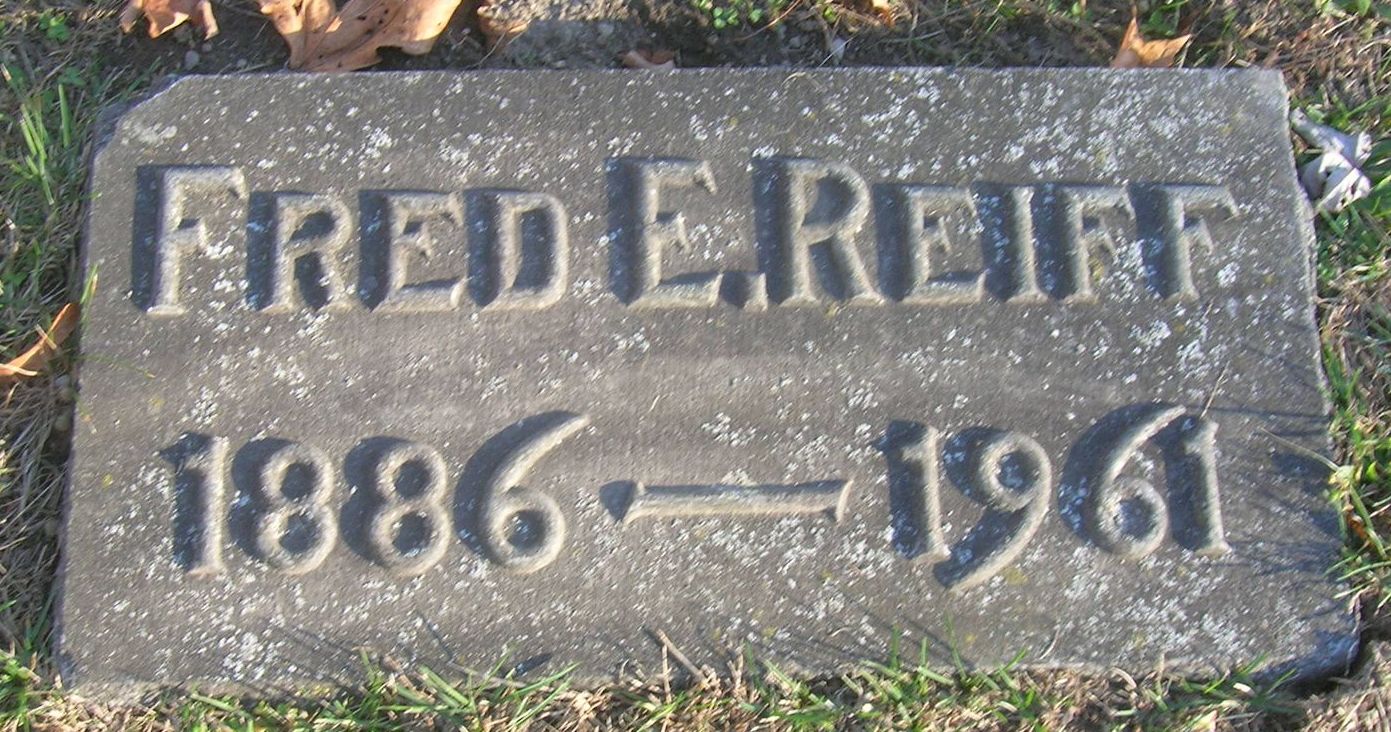 FRED E. REIFF
1886 — 1961